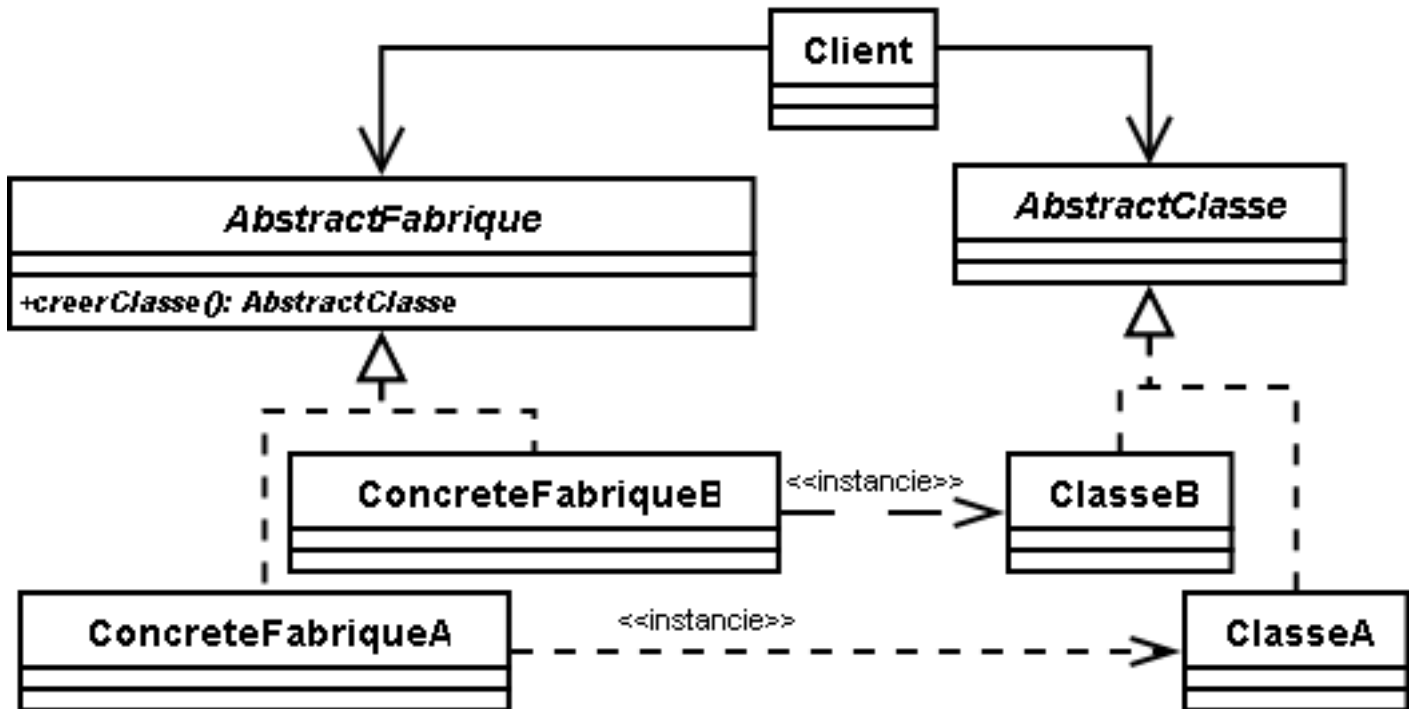 Client
AbstractFabrique
AbstractClasse
+creerClasse(): AbstractClasse
ConcreteFabriqueB
<<instancie>>
ClasseB
ConcreteFabriqueA
<<instancie>>
ClasseA